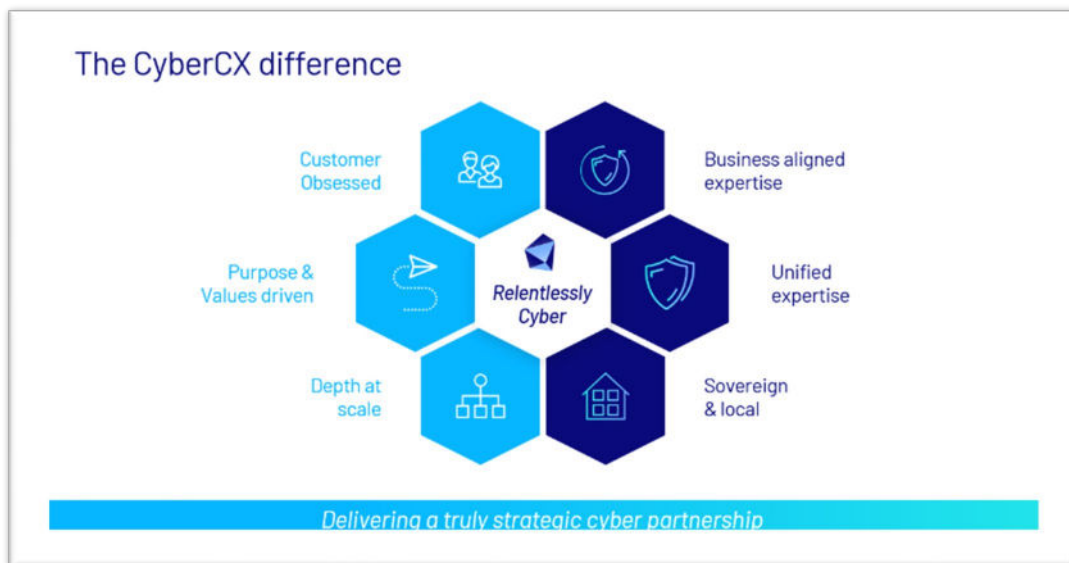 The CyberCX difference
Customer
Obsessed
Business aligned
expertise
Purpose &
Values driven
Relentlessly
Cyber
Unified
expertise
Depth at
scale
Sovereign
& local
Delivering a truly strategic cyber partnership